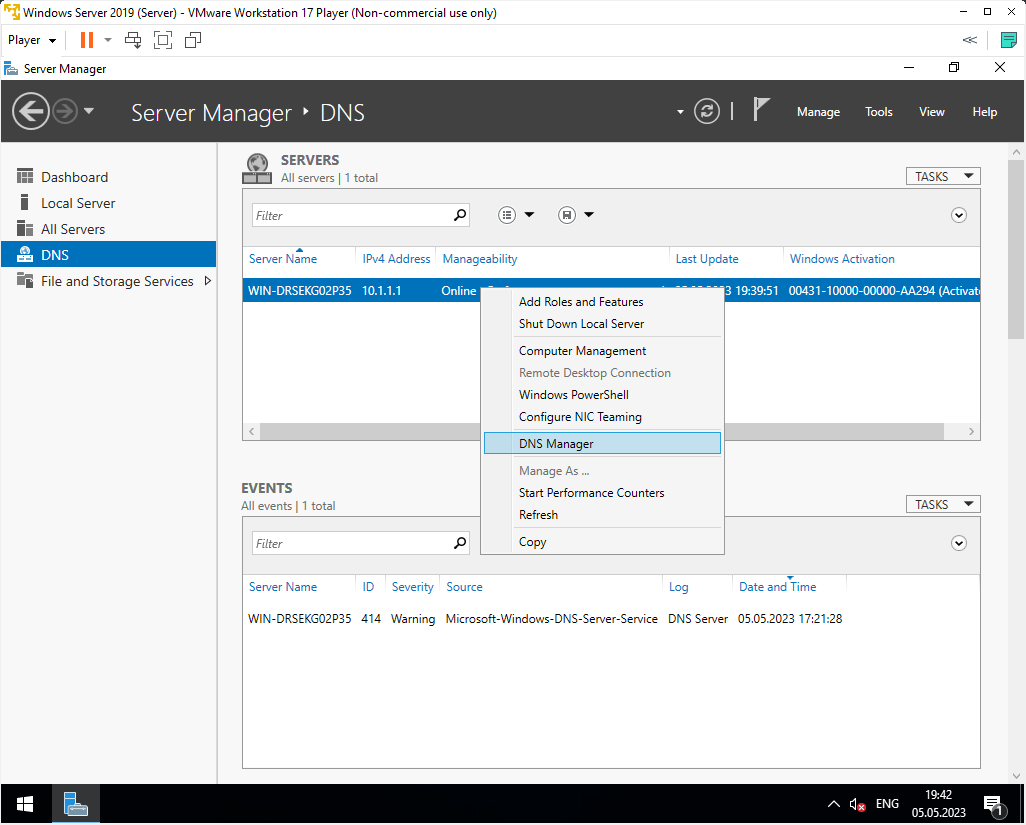 Windows Server 2019 (Server) - VMware Workstation 17 Player (Non-commercial use only)
Player
Server Manager
Server Manager DNS
Manage Tools View Help
Dashboard
Local Server
All Servers
DNS
File and Storage Services
SERVERS
All servers | 1 total
TASKS
Filter
Server Name IPv4 Address Manageability Last Update Windows Activation
WIN-DRSEKG02P35 10.1.1.1 Online 19:39:51 00431-10000-00000-AA294 (Activate
Add Roles and Features
Shut Down Local Server
Computer Management
Remote Desktop Connection
Windows PowerShell
Configure NIC Teaming
DNS Manager
Manage As ...
Start Performance Counters
Refresh
Copy
EVENTS
All events | 1 total
TASKS
Filter
Server Name ID Severity Source Log Date and Time
WIN-DRSEKG02P35 414 Warning Microsoft-Windows-DNS-Server-Service DNS Server 05.05.2023 17:21:28
ENG
19:42
05.05.2023
1